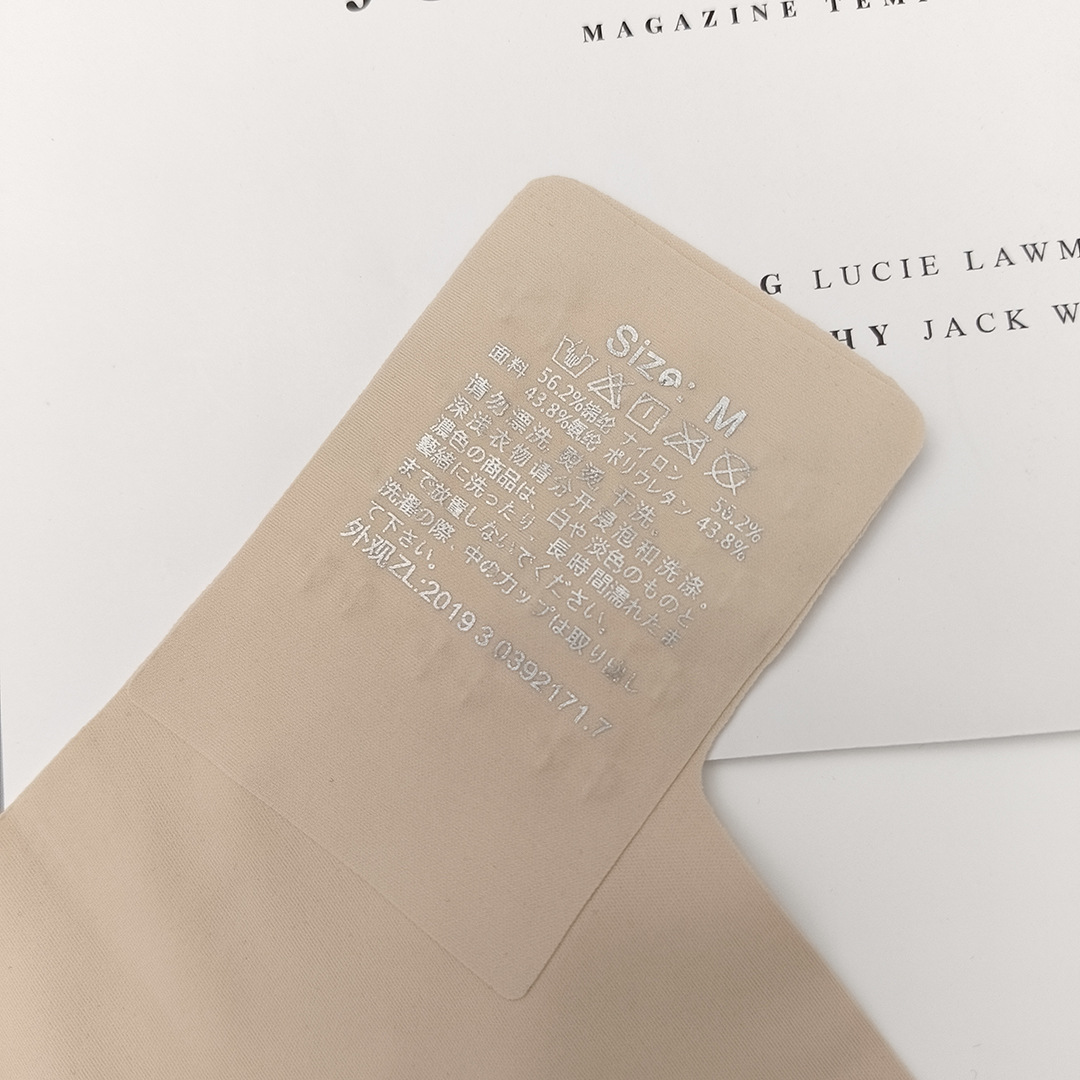 MAGAZINE
G LUCIE LAWM
HY JACK W
Size: M
面料 56.2%锦纶 ナイロン 56.2%
43.8%氨纶 ポリウレタン 43.8%
请勿漂洗、熨烫、干洗。
深浅衣物请分开浸泡和洗涤。
濃色の商品は、白や淡色のものと
一緒に洗ったり、長時間濡れたま
まで放置しないでください。
洗濯の際、中のカップは取り出し
て下さい。
外观ZL:2019 3 0392171.7